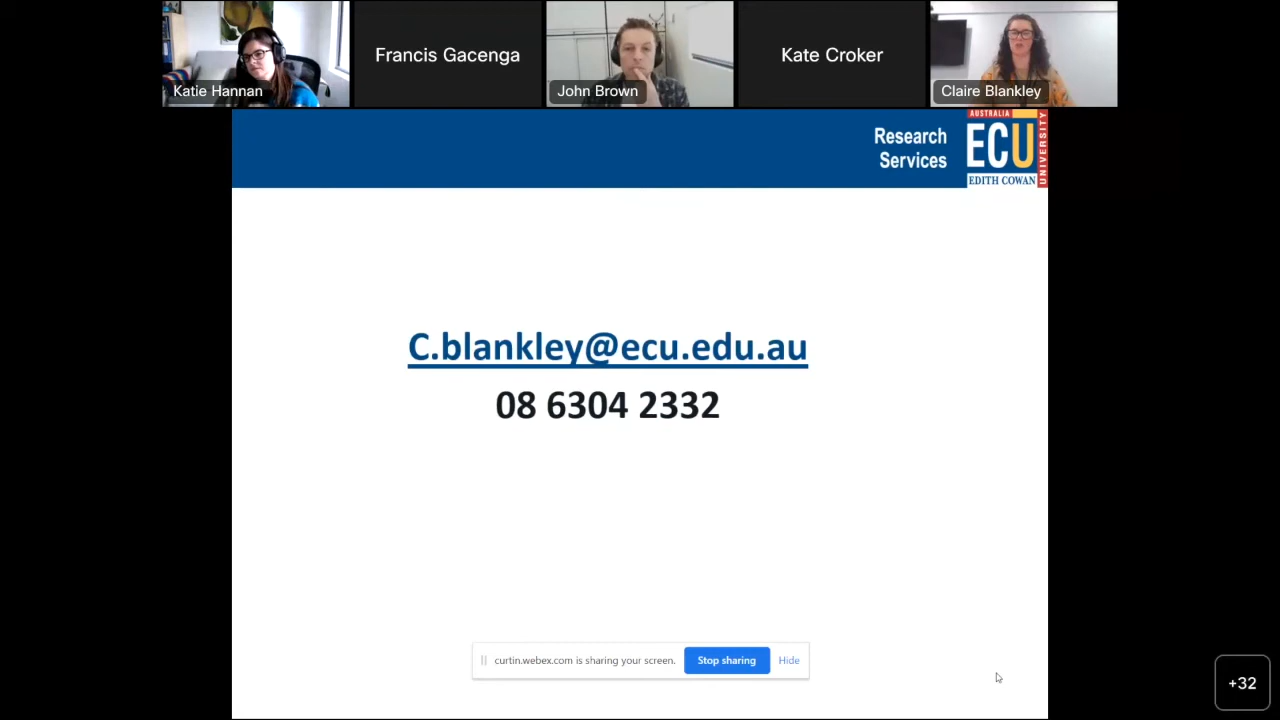 Katie Hannan
Francis Gacenga
John Brown
Kate Croker
Claire Blankley
Research
Services
AUSTRALIA
ECU
EDITH COWAN
UNIVERSITY
C.blankley@ecu.edu.au
08 6304 2332
curtin.webex.com is sharing your screen.
Stop sharing
Hide
+32